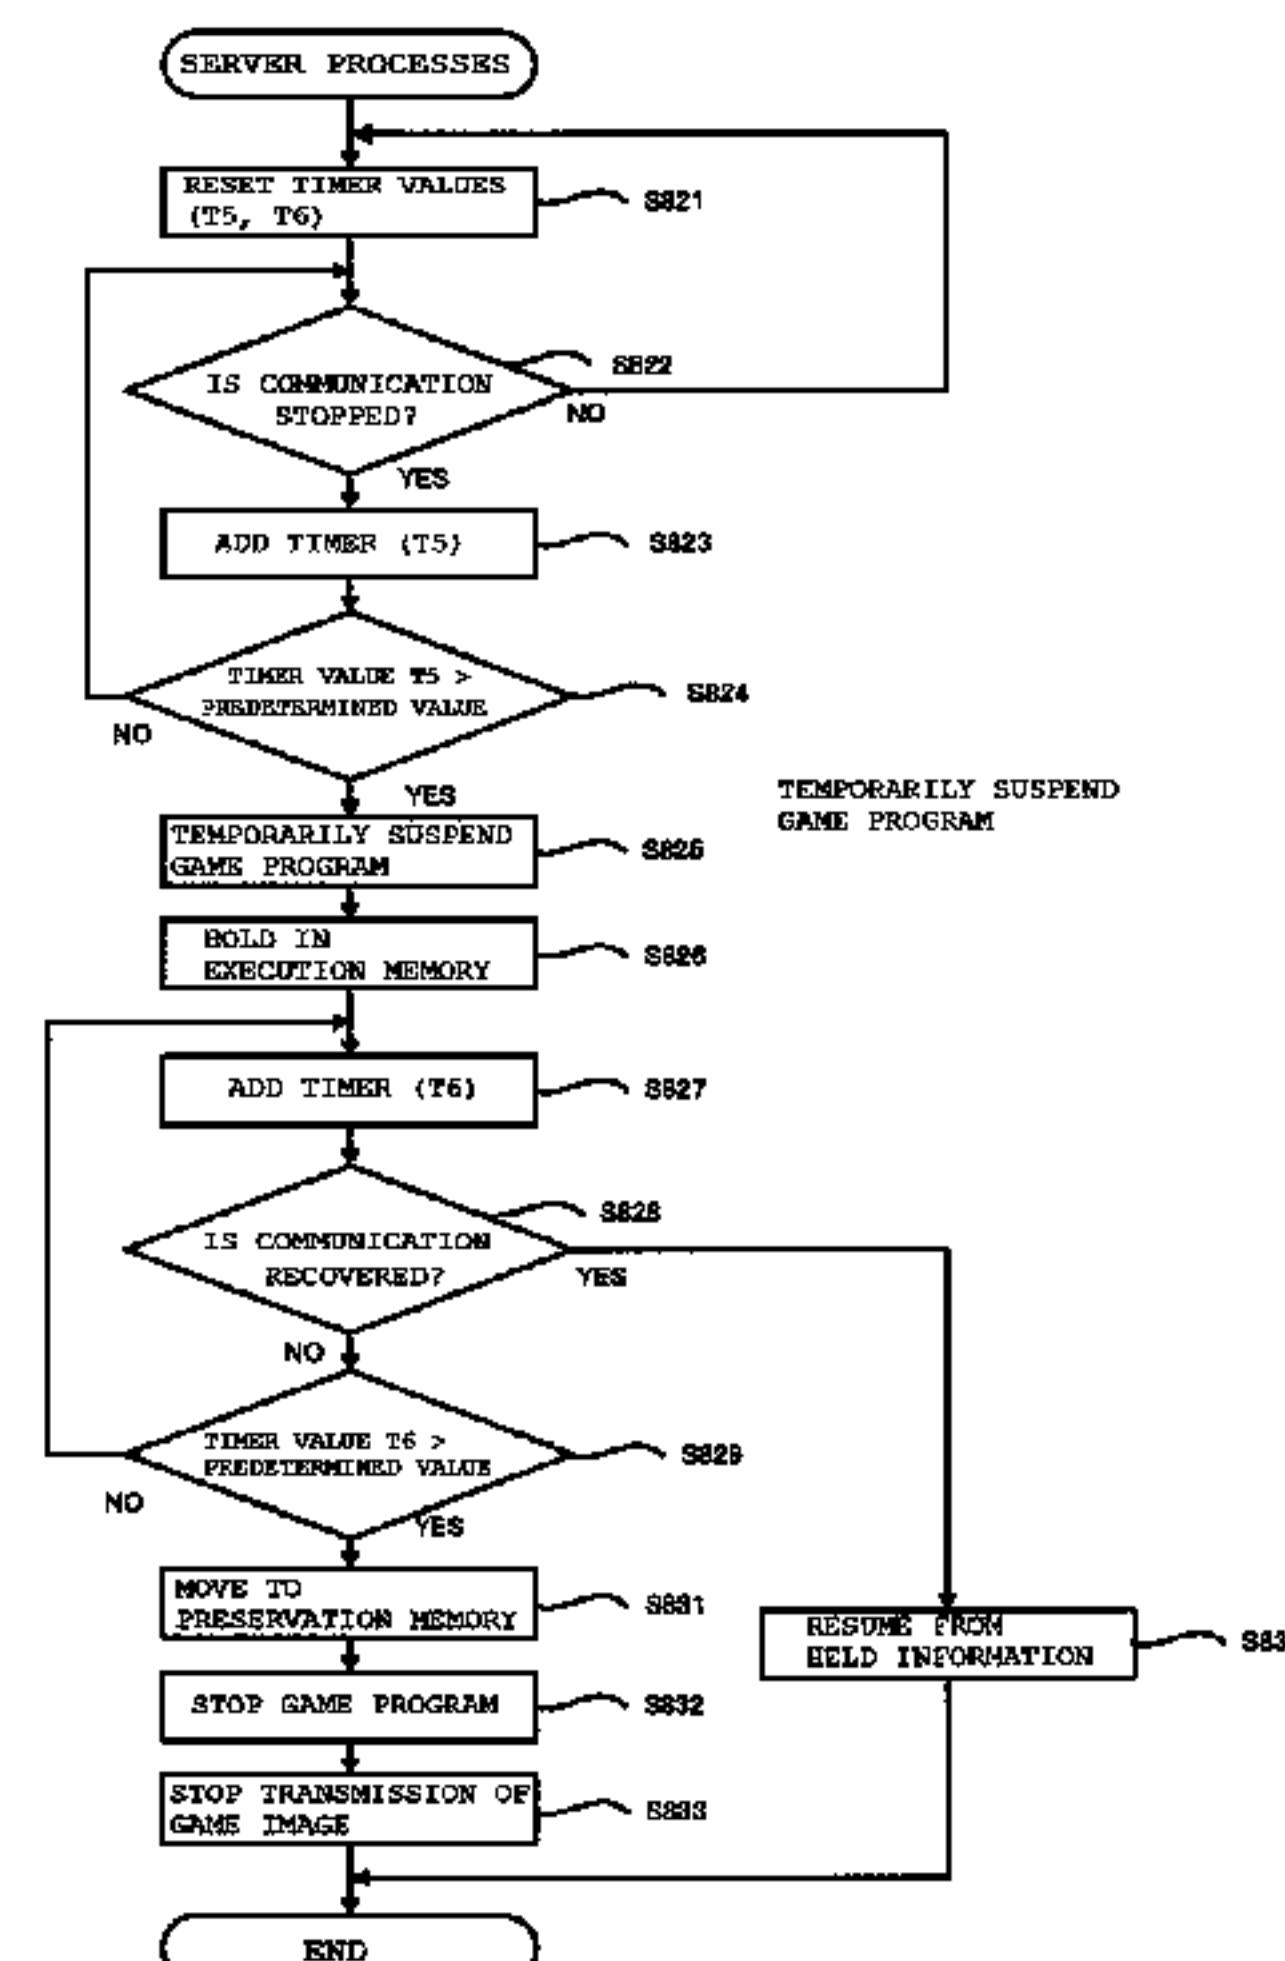 SERVER PROCESSES
RESET TIMER VALUES
(T5, T6)
S821
IS COMMUNICATION
STOPPED?
S822
NO
YES
ADD TIMER (T5)
S823
TIMER VALUE T5 >
PREDETERMINED VALUE
S824
NO
YES
TEMPORARILY SUSPEND
GAME PROGRAM
TEMPORARILY SUSPEND
GAME PROGRAM
S825
HOLD IN
EXECUTION MEMORY
S826
ADD TIMER (T6)
S827
IS COMMUNICATION
RECOVERED?
S828
YES
NO
TIMER VALUE T6 >
PREDETERMINED VALUE
S829
NO
YES
MOVE TO
PRESERVATION MEMORY
S831
RESUME FROM
HELD INFORMATION
STOP GAME PROGRAM
S832
STOP TRANSMISSION OF
GAME IMAGE
S833
END